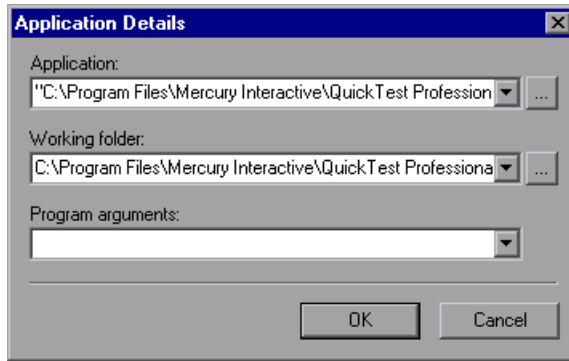 Application Details
Application:
"C:\Program Files\Mercury Interactive\QuickTest Profession
...
Working folder:
C:\Program Files\Mercury Interactive\QuickTest Professiona
...
Program arguments:
OK
Cancel